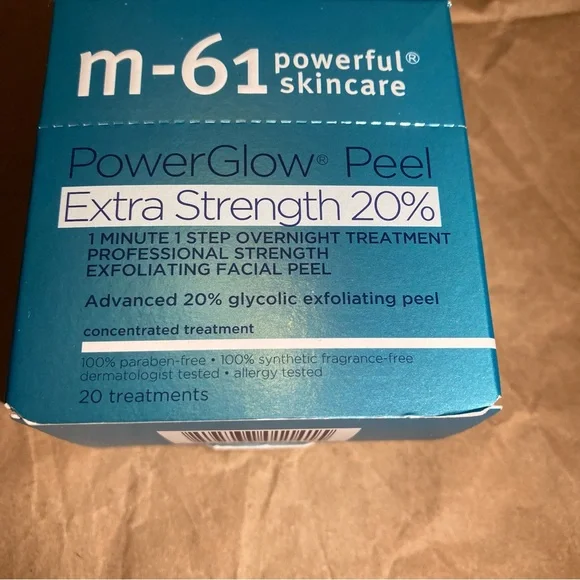 m-61 powerful®
skincare
PowerGlow® Peel
Extra Strength 20%
1 MINUTE 1 STEP OVERNIGHT TREATMENT
PROFESSIONAL STRENGTH
EXFOLIATING FACIAL PEEL
Advanced 20% glycolic exfoliating peel
concentrated treatment
100% paraben-free • 100% synthetic fragrance-free
dermatologist tested • allergy tested
20 treatments